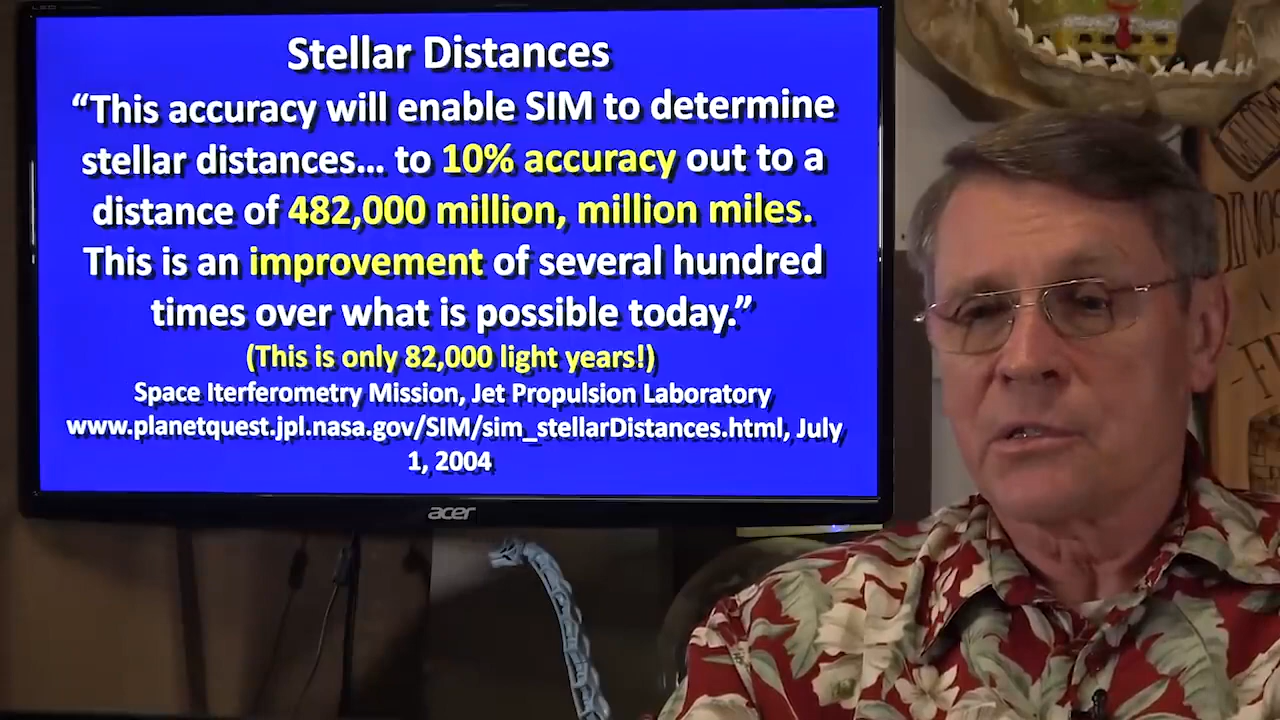 Stellar Distances
“This accuracy will enable SIM to determine
stellar distances... to 10% accuracy out to a
distance of 482,000 million, million miles.
This is an improvement of several hundred
times over what is possible today.”
(This is only 82,000 light years!)
Space Iterferometry Mission, Jet Propulsion Laboratory
www.planetquest.jpl.nasa.gov/SIM/sim_stellarDistances.html, July
1, 2004
acer